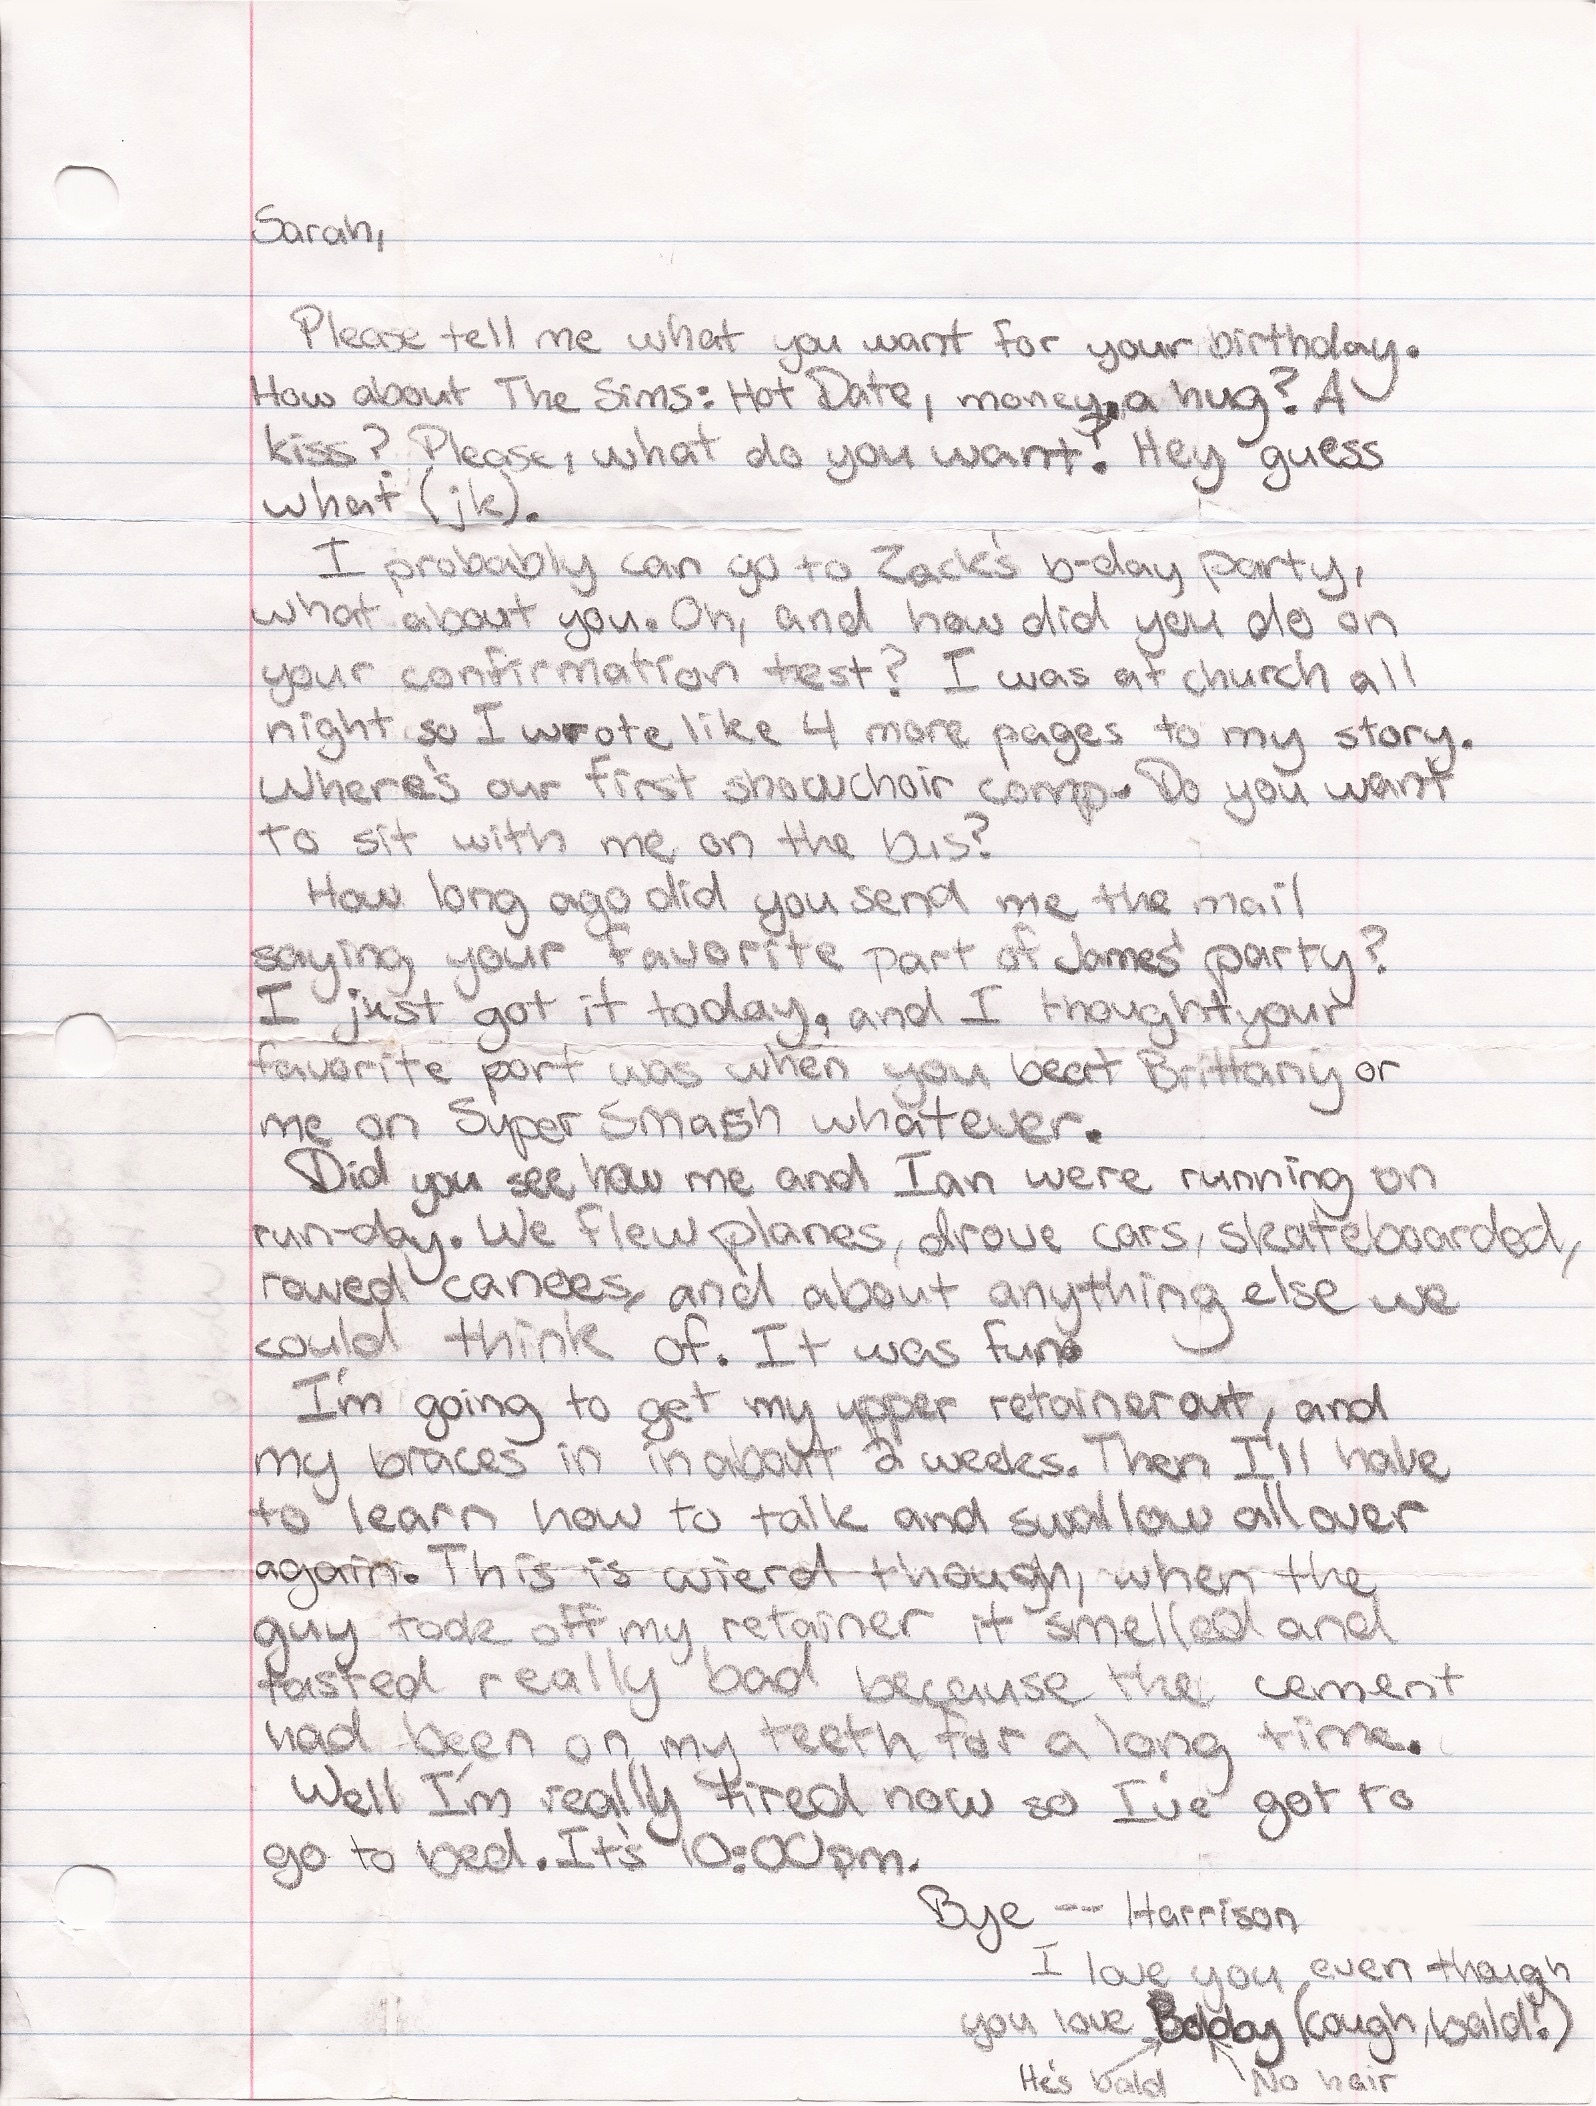 Sarah,
Please tell me what you want for your birthday.
How about The Sims: Hot Date, money, a hug? A
kiss? Please, what do you want? Hey guess
what (jk).
I probably can go to Zack's b-day party,
what about you. Oh, and how did you do on
your confirmation test? I was at church all
night so I wrote like 4 more pages to my story.
Where's our first showchoir comp. Do you want
to sit with me on the bus?
How long ago did you send me the mail
saying your favorite part of James' party?
I just got it today, and I thought your
favorite part was when you beat Brittany or
me on Super Smash whatever.
Did you see how me and Ian were running on
run-day. We flew planes, drove cars, skateboarded,
rowed canoes, and about anything else we
could think of. It was fun.
I'm going to get my upper retainer out, and
my braces in in about 2 weeks. Then I'll have
to learn how to talk and swallow all over
again. This is wierd though, when the
guy took off my retainer it smelled and
tasted really bad because the cement
had been on my teeth for a long time.
Well I'm really tired now so I've got to
go to bed. It's 10:00pm.
Bye -- Harrison
I love you even though
you love Bobby (cough, bald!)
He's bald No hair